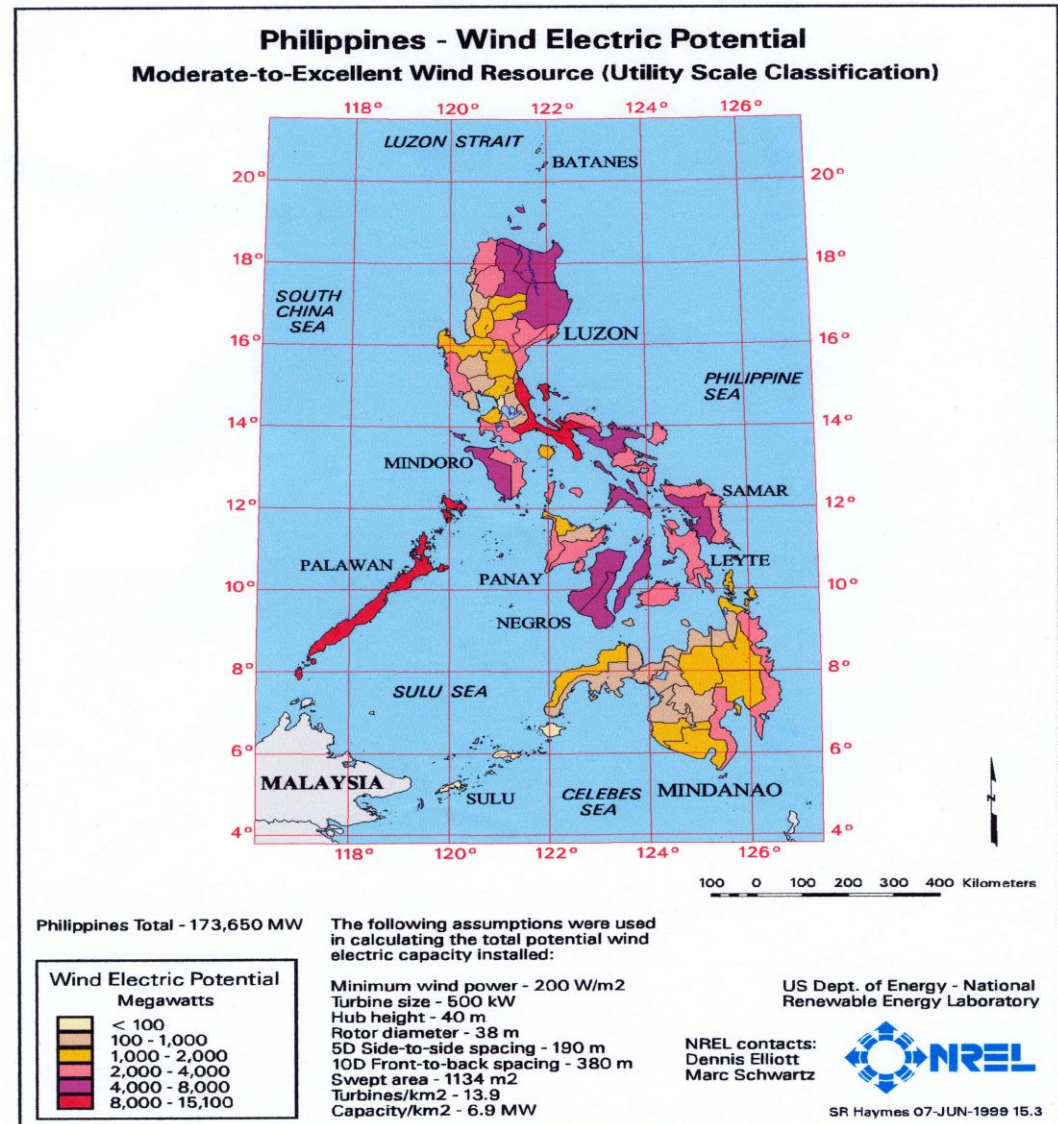 Philippines - Wind Electric Potential
Moderate-to-Excellent Wind Resource (Utility Scale Classification)
118° 120° 122° 124° 126°
LUZON STRAIT
BATANES
20° 20°
18° 18°
SOUTH
CHINA
SEA
LUZON
16° 16°
PHILIPPINE
SEA
14° 14°
MINDORO
SAMAR
12° 12°
PALAWAN
LEYTE
PANAY
10° 10°
NEGROS
8° 8°
SULU SEA
6° 6°
MALAYSIA
SULU
CELEBES
SEA
MINDANAO
N
4° 4°
118° 120° 122° 124° 126°
100 0 100 200 300 400 Kilometers
Philippines Total - 173,650 MW
Wind Electric Potential
Megawatts
< 100
100 - 1,000
1,000 - 2,000
2,000 - 4,000
4,000 - 8,000
8,000 - 15,100
The following assumptions were used
in calculating the total potential wind
electric capacity installed:
Minimum wind power - 200 W/m2
Turbine size - 500 kW
Hub height - 40 m
Rotor diameter - 38 m
5D Side-to-side spacing - 190 m
10D Front-to-back spacing - 380 m
Swept area - 1134 m2
Turbines/km2 - 13.9
Capacity/km2 - 6.9 MW
US Dept. of Energy - National
Renewable Energy Laboratory
NREL contacts:
Dennis Elliott
Marc Schwartz
NREL
SR Haymes 07-JUN-1999 15.3